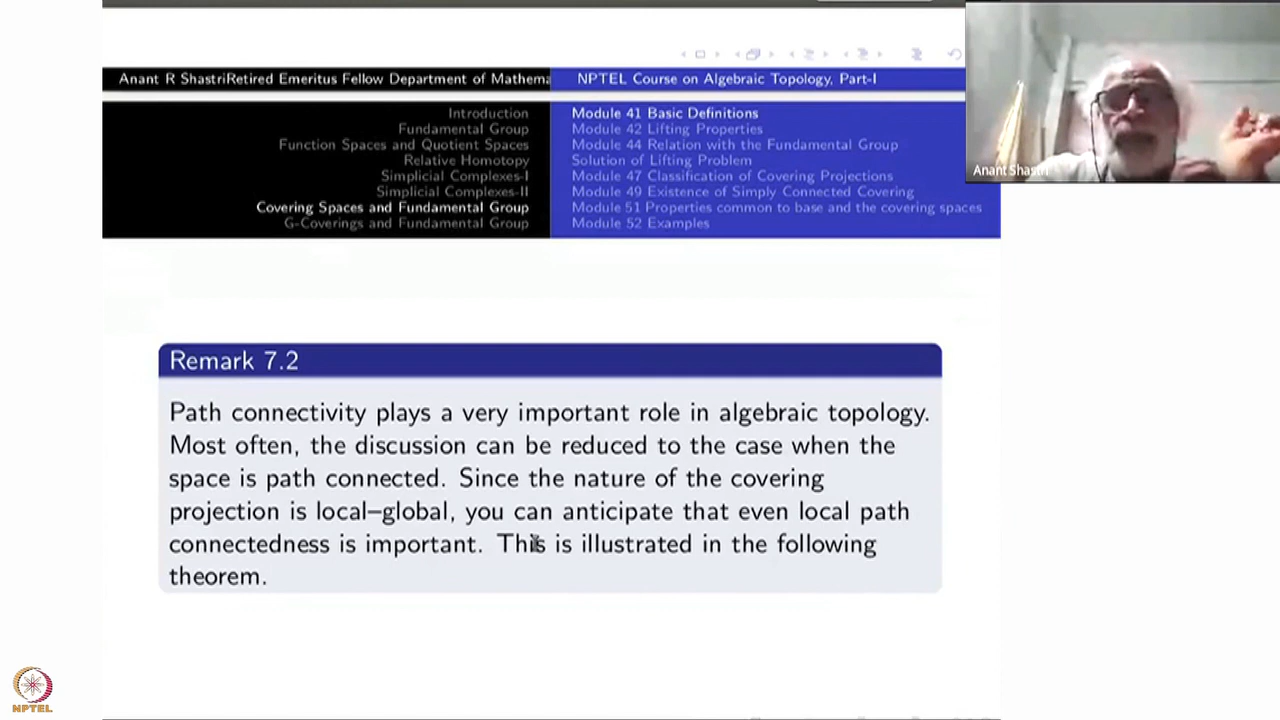 Anant R ShastriRetired Emeritus Fellow Department of Mathema
NPTEL Course on Algebraic Topology, Part-I
Introduction
Fundamental Group
Function Spaces and Quotient Spaces
Relative Homotopy
Simplicial Complexes-I
Simplicial Complexes-II
Covering Spaces and Fundamental Group
G-Coverings and Fundamental Group
Module 41 Basic Definitions
Module 42 Lifting Properties
Module 44 Relation with the Fundamental Group
Solution of Lifting Problem
Module 47 Classification of Covering Projections
Module 49 Existence of Simply Connected Covering
Module 51 Properties common to base and the covering spaces
Module 52 Examples
Anant Shastri
Remark 7.2
Path connectivity plays a very important role in algebraic topology.
Most often, the discussion can be reduced to the case when the
space is path connected. Since the nature of the covering
projection is local–global, you can anticipate that even local path
connectedness is important. This is illustrated in the following
theorem.
NPTEL